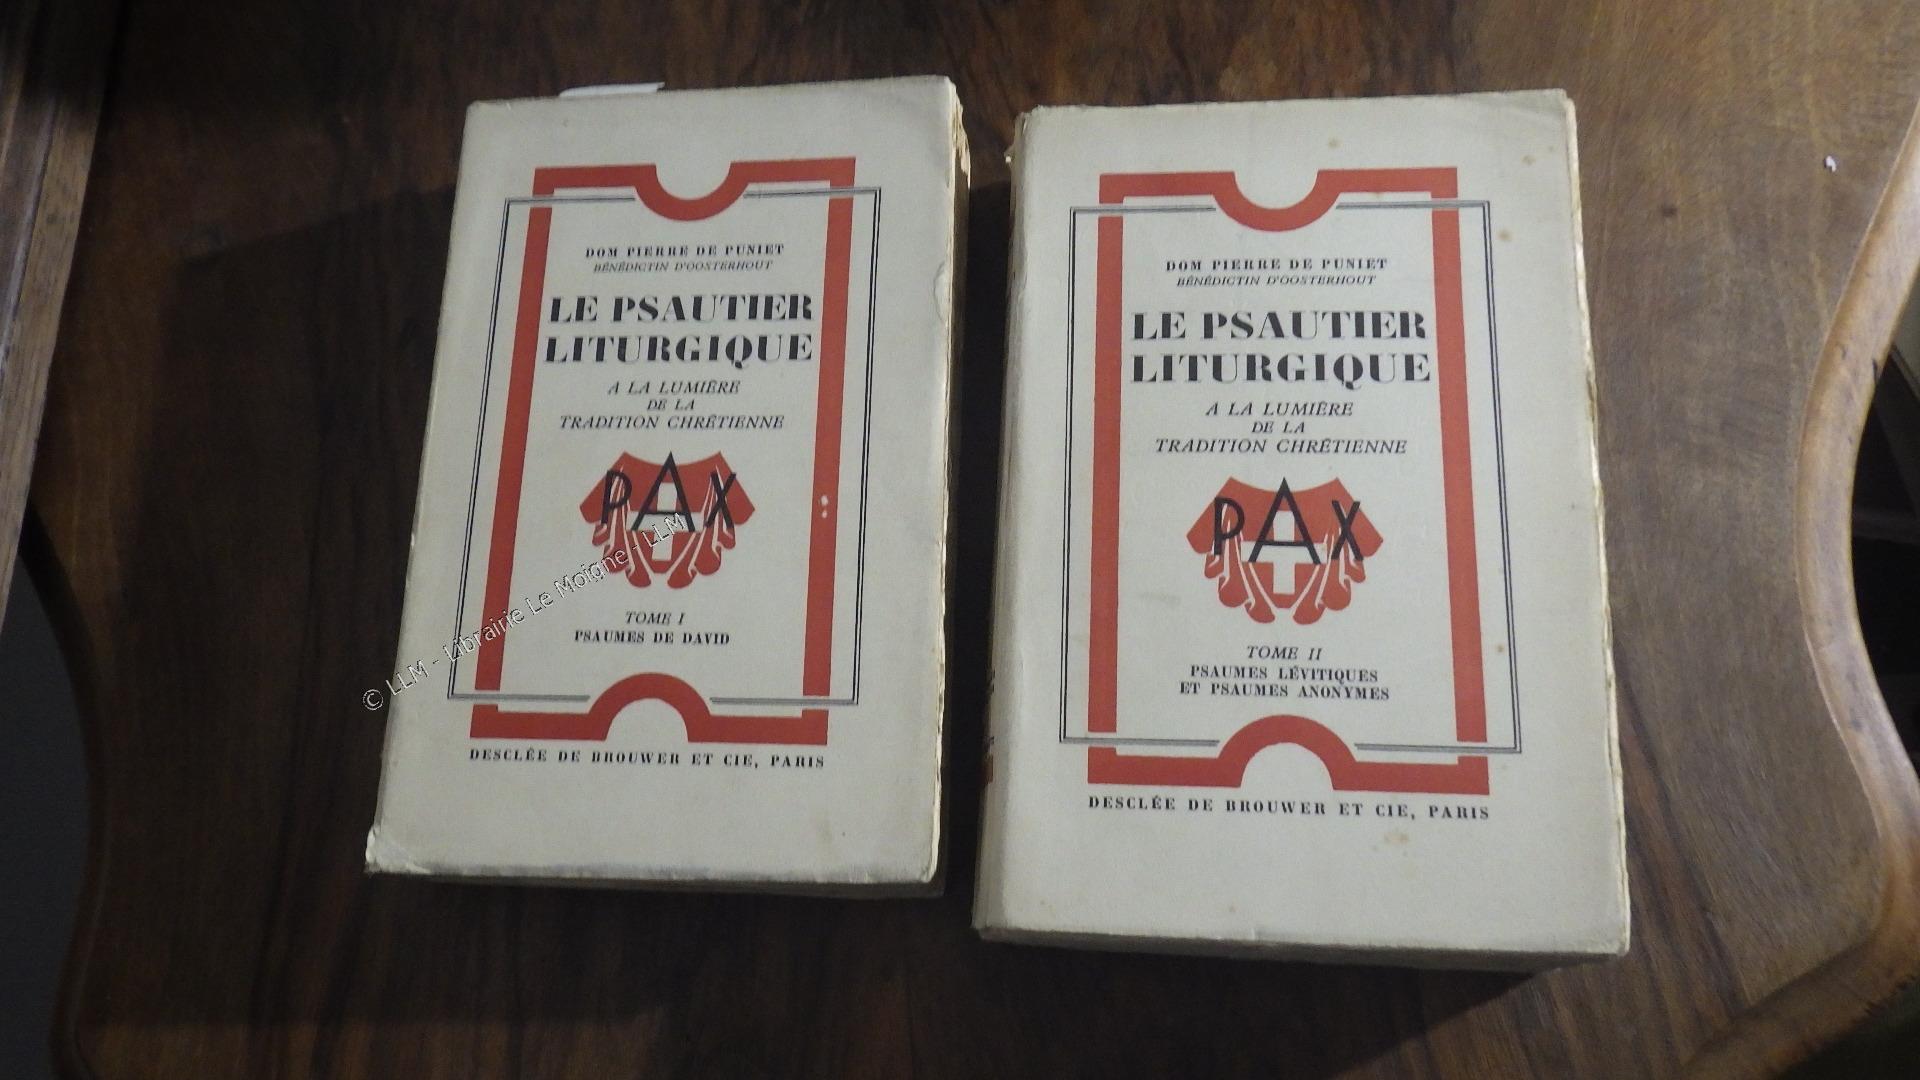 DOM PIERRE DE PUNIET
BÉNÉDICTIN D'OOSTERHOUT
LE PSAUTIER
LITURGIQUE
A LA LUMIÈRE
DE LA
TRADITION CHRÉTIENNE
PAX
TOME I
PSAUMES DE DAVID
DESCLÉE DE BROUWER ET CIE, PARIS
© LLM - Librairie Le Moigne - LLM
DOM PIERRE DE PUNIET
BÉNÉDICTIN D'OOSTERHOUT
LE PSAUTIER
LITURGIQUE
A LA LUMIÈRE
DE LA
TRADITION CHRÉTIENNE
PAX
TOME II
PSAUMES LÉVITIQUES
ET PSAUMES ANONYMES
DESCLÉE DE BROUWER ET CIE, PARIS